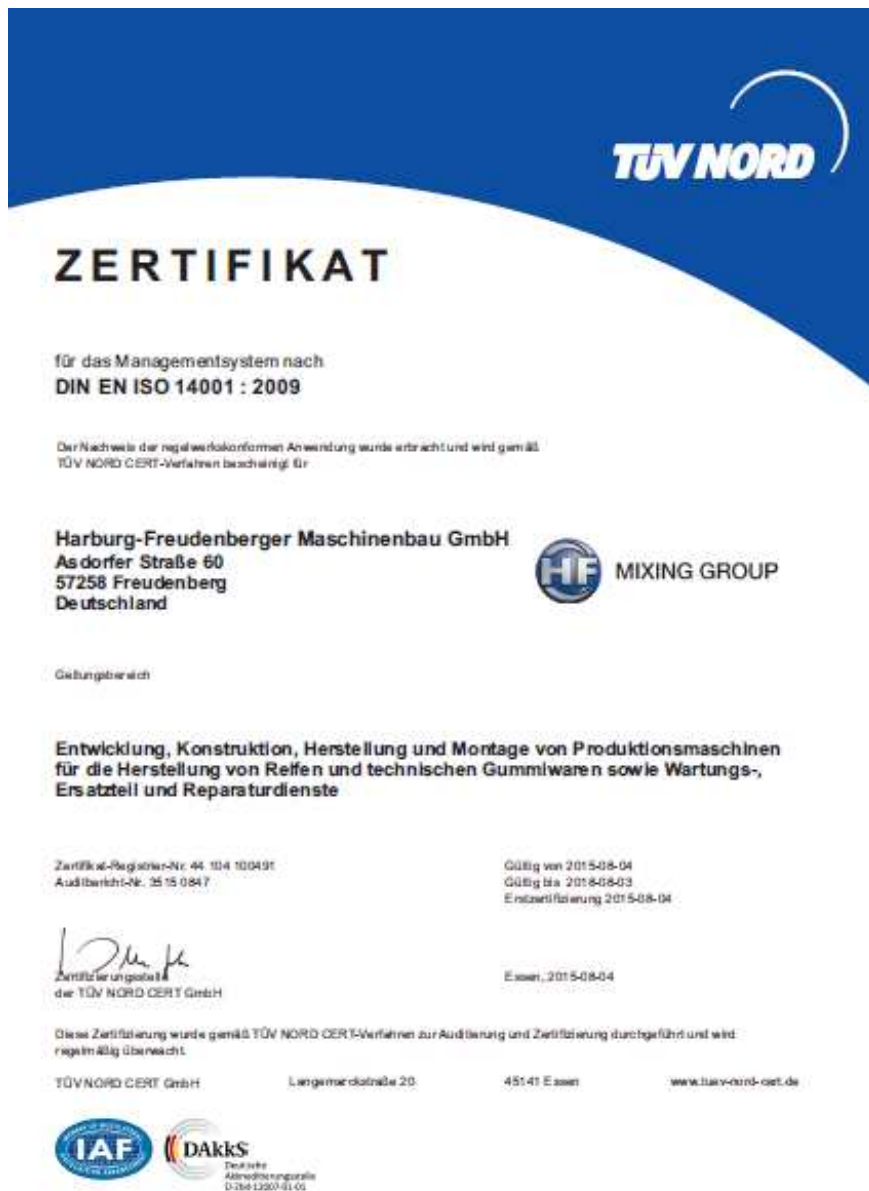 TÜV NORD
ZERTIFIKAT
für das Managementsystem nach
DIN EN ISO 14001 : 2009
Der Nachweis der regelwerkskonformen Anwendung wurde erbracht und wird gemäß
TÜV NORD CERT-Verfahren bescheinigt für
Harburg-Freudenberger Maschinenbau GmbH
Asdorfer Straße 60
57258 Freudenberg
Deutschland
HF MIXING GROUP
Geltungsbereich
Entwicklung, Konstruktion, Herstellung und Montage von Produktionsmaschinen
für die Herstellung von Reifen und technischen Gummiwaren sowie Wartungs-,
Ersatzteil und Reparaturdienste
Zertifikat-Registrier-Nr. 44 104 100491
Auditbericht-Nr. 3515 0847
Gültig von 2015-08-04
Gültig bis 2018-08-03
Erstzertifizierung 2015-08-04
Zertifizierungsstelle
der TÜV NORD CERT GmbH
Essen, 2015-08-04
Diese Zertifizierung wurde gemäß TÜV NORD CERT-Verfahren zur Auditierung und Zertifizierung durchgeführt und wird
regelmäßig überwacht.
TÜV NORD CERT GmbH Langemarckstraße 20 45141 Essen www.tuev-nord-cert.de
IAF
DAkkS
Deutsche
Akkreditierungsstelle